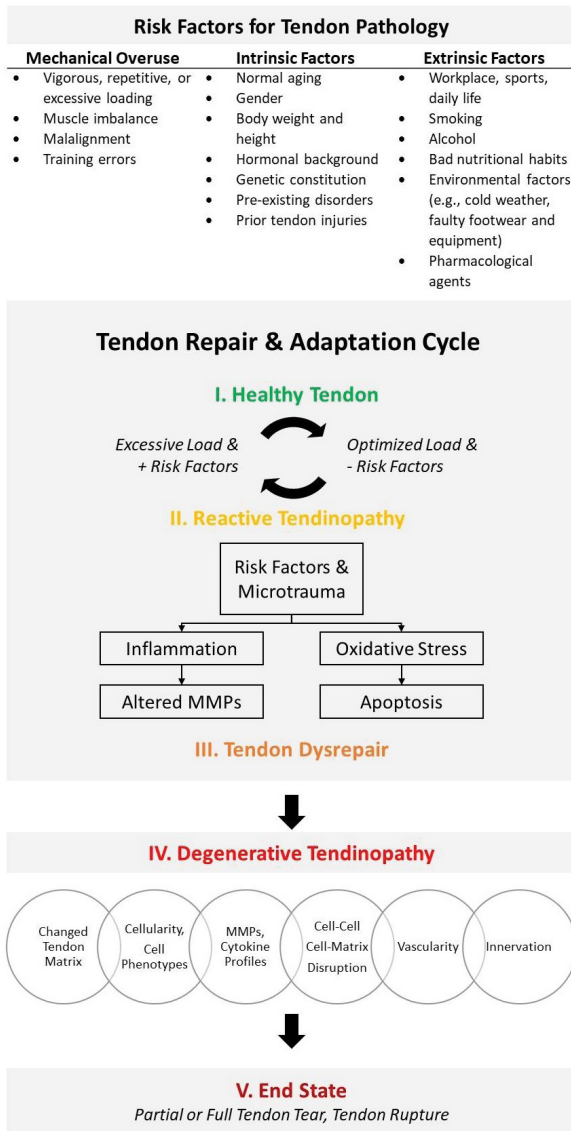 Risk Factors for Tendon Pathology
Mechanical Overuse
• Vigorous, repetitive, or
excessive loading
• Muscle imbalance
• Malalignment
• Training errors
Intrinsic Factors
• Normal aging
• Gender
• Body weight and
height
• Hormonal background
• Genetic constitution
• Pre-existing disorders
• Prior tendon injuries
Extrinsic Factors
• Workplace, sports,
daily life
• Smoking
• Alcohol
• Bad nutritional habits
• Environmental factors
(e.g., cold weather,
faulty footwear and
equipment)
• Pharmacological
agents
Tendon Repair & Adaptation Cycle
I. Healthy Tendon
Excessive Load &
+ Risk Factors
Optimized Load &
- Risk Factors
II. Reactive Tendinopathy
Risk Factors &
Microtrauma
Inflammation
Oxidative Stress
Altered MMPs
Apoptosis
III. Tendon Dysrepair
IV. Degenerative Tendinopathy
Changed
Tendon
Matrix
Cellularity,
Cell
Phenotypes
MMPs,
Cytokine
Profiles
Cell-Cell
Cell-Matrix
Disruption
Vascularity
Innervation
V. End State
Partial or Full Tendon Tear, Tendon Rupture